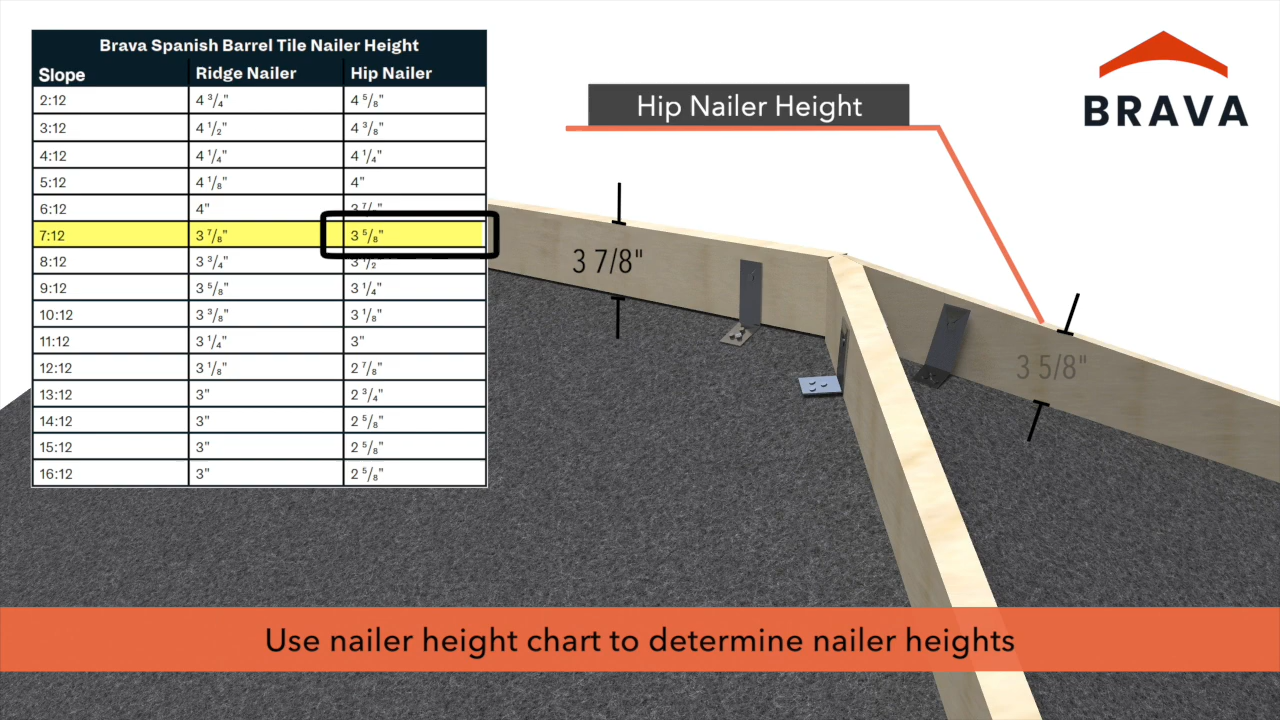 Brava Spanish Barrel Tile Nailer Height
Slope Ridge Nailer Hip Nailer
2:12 4 3/4" 4 5/8"
3:12 4 1/2" 4 3/8"
4:12 4 1/4" 4 1/4"
5:12 4 1/8" 4"
6:12 4" 3 7/8"
7:12 3 7/8" 3 5/8"
8:12 3 3/4" 3 1/2"
9:12 3 5/8" 3 1/4"
10:12 3 3/8" 3 1/8"
11:12 3 1/4" 3"
12:12 3 1/8" 2 7/8"
13:12 3" 2 3/4"
14:12 3" 2 5/8"
15:12 3" 2 5/8"
16:12 3" 2 5/8"
Hip Nailer Height
BRAVA
3 7/8"
3 5/8"
Use nailer height chart to determine nailer heights